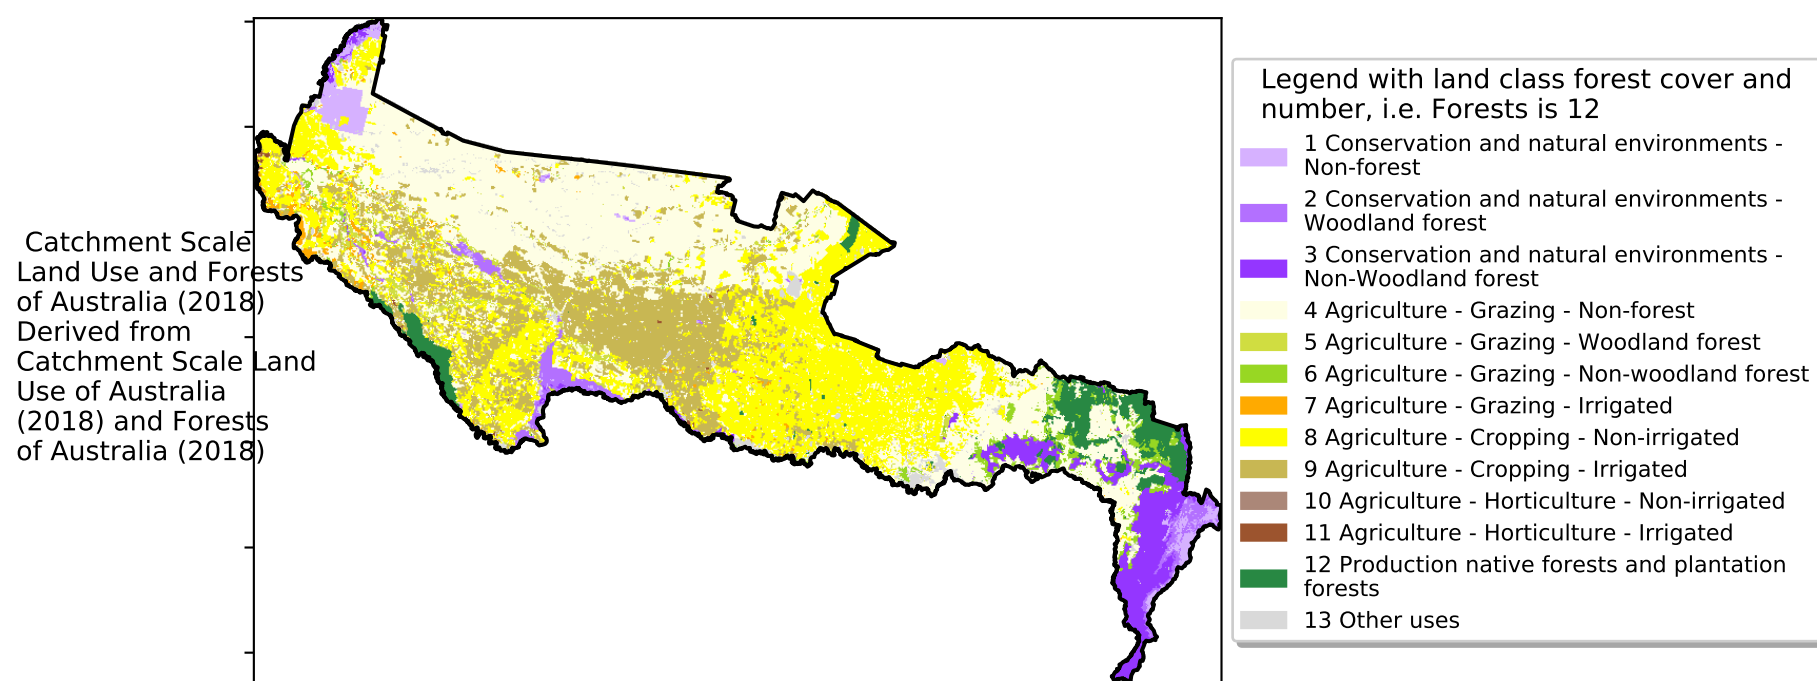 Catchment Scale
Land Use and Forests
of Australia (2018)
Derived from
Catchment Scale Land
Use of Australia
(2018) and Forests
of Australia (2018)
Legend with land class forest cover and
number, i.e. Forests is 12
1 Conservation and natural environments -
Non-forest
2 Conservation and natural environments -
Woodland forest
3 Conservation and natural environments -
Non-Woodland forest
4 Agriculture - Grazing - Non-forest
5 Agriculture - Grazing - Woodland forest
6 Agriculture - Grazing - Non-woodland forest
7 Agriculture - Grazing - Irrigated
8 Agriculture - Cropping - Non-irrigated
9 Agriculture - Cropping - Irrigated
10 Agriculture - Horticulture - Non-irrigated
11 Agriculture - Horticulture - Irrigated
12 Production native forests and plantation
forests
13 Other uses